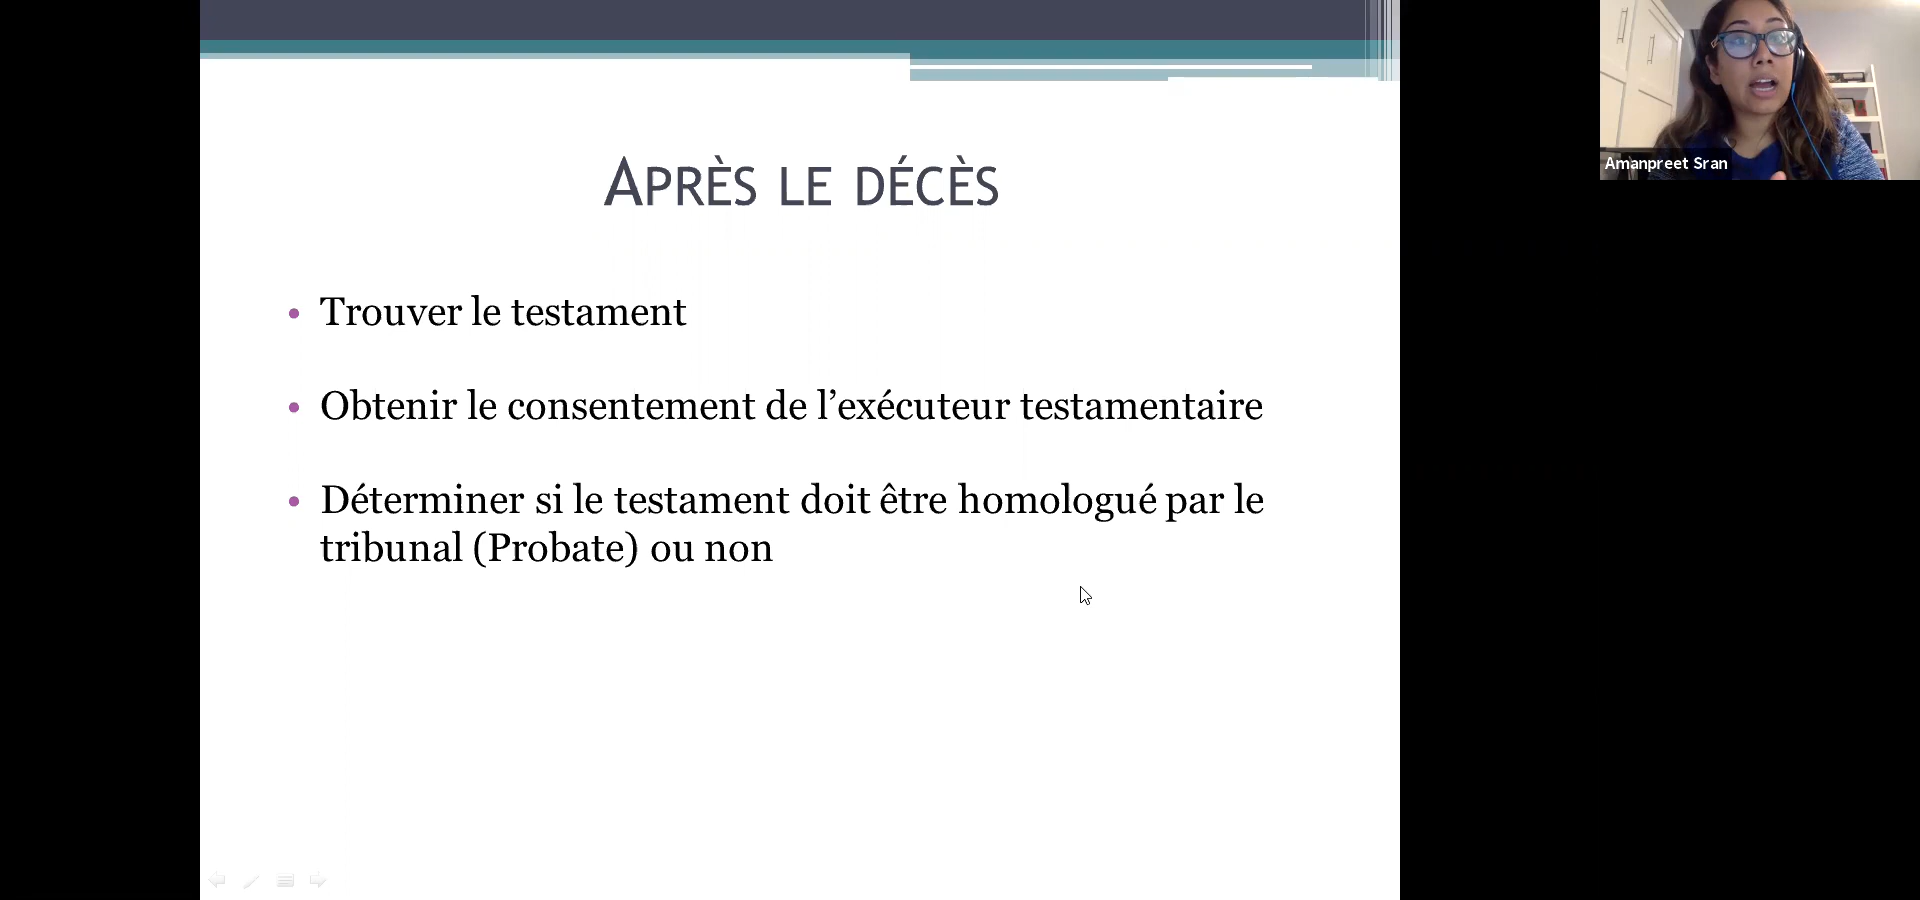 Après le décès
• Trouver le testament
• Obtenir le consentement de l’exécuteur testamentaire
• Déterminer si le testament doit être homologué par le
tribunal (Probate) ou non
Amanpreet Sran